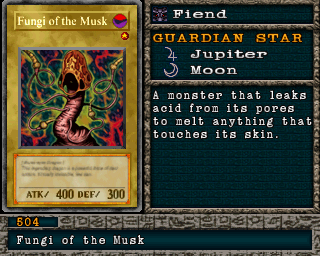 Fungi of the Musk
ATK/ 400 DEF/ 300
Fiend
GUARDIAN STAR
Jupiter
Moon
A monster that leaks
acid from its pores
to melt anything that
touches its skin.
504
Fungi of the Musk